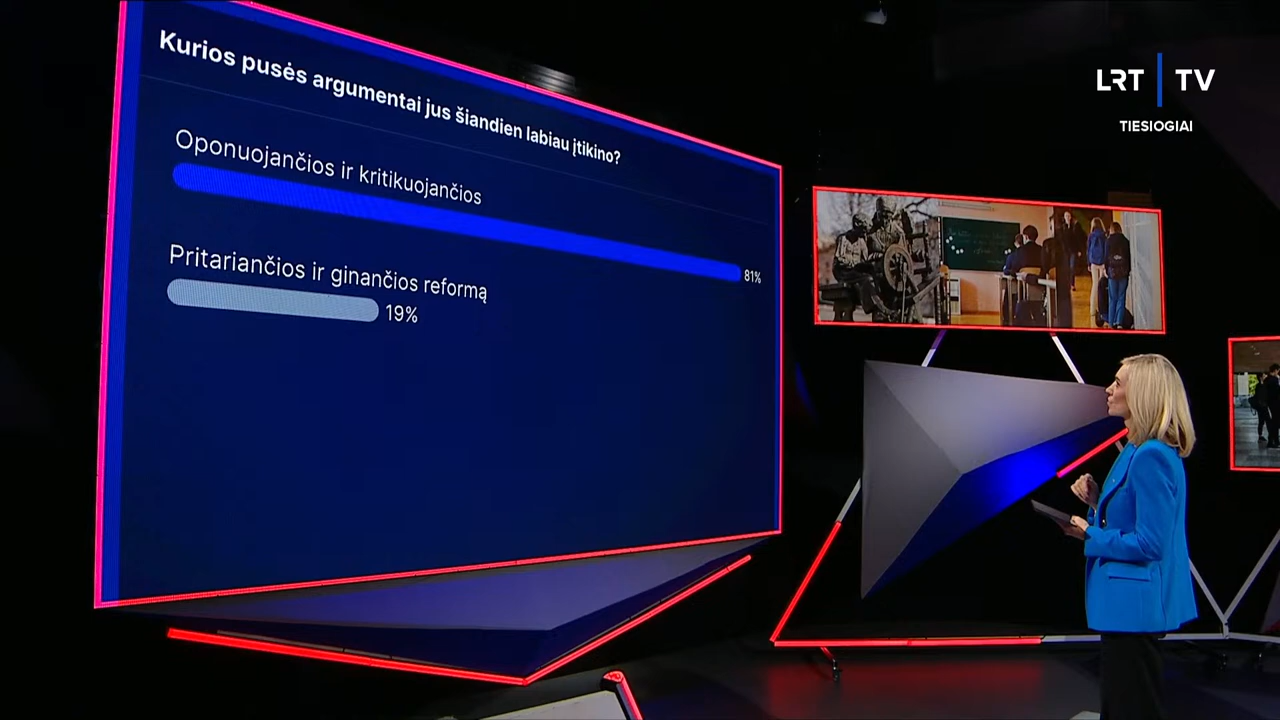 Kurios pusės argumentai jus šiandien labiau įtikino?
Oponuojančios ir kritikuojančios
81%
Pritariančios ir ginančios reformą
19%
LRT | TV
TIESIOGIAI